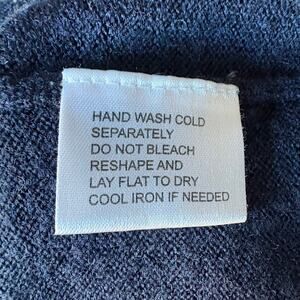 HAND WASH COLD
SEPARATELY
DO NOT BLEACH
RESHAPE AND
LAY FLAT TO DRY
COOL IRON IF NEEDED